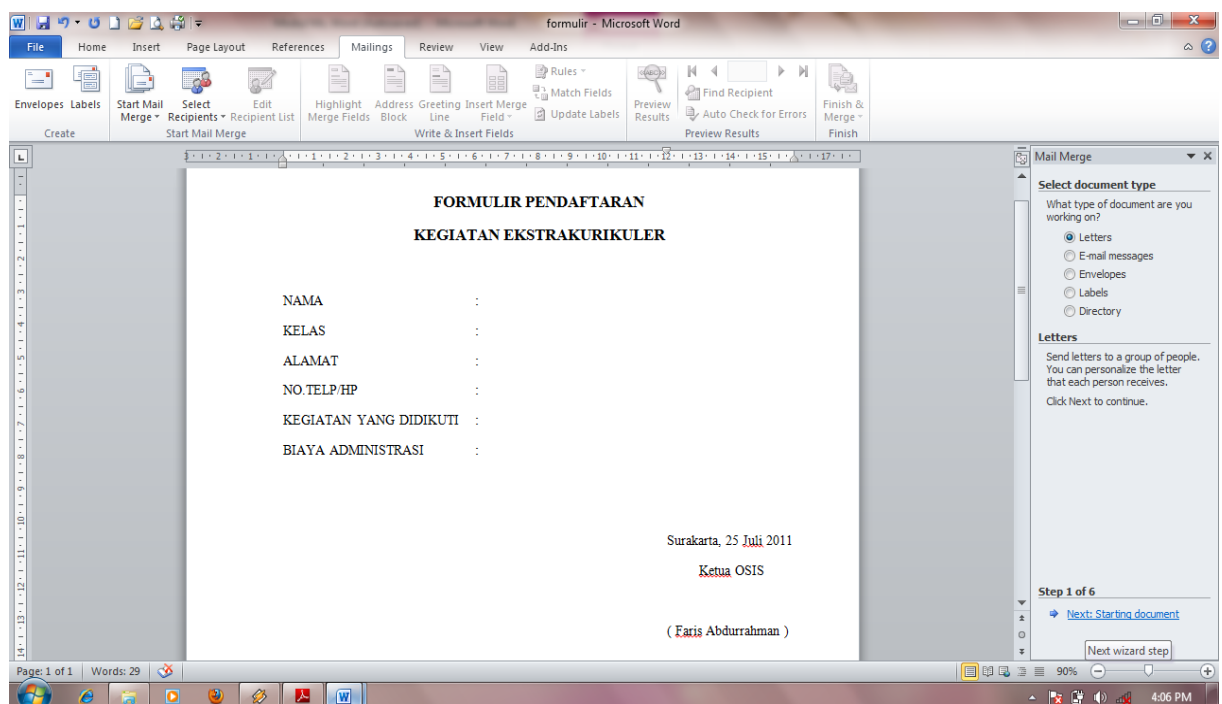 formulir - Microsoft Word
File Home Insert Page Layout References Mailings Review View Add-Ins
Envelopes Labels
Create
Start Mail Merge
Select Recipients
Edit Recipient List
Start Mail Merge
Highlight Merge Fields
Address Block
Greeting Line
Insert Merge Field
Rules
Match Fields
Update Labels
Write & Insert Fields
Preview Results
Find Recipient
Auto Check for Errors
Preview Results
Finish & Merge
Finish
FORMULIR PENDAFTARAN
KEGIATAN EKSTRAKURIKULER
NAMA :
KELAS :
ALAMAT :
NO.TELP/HP :
KEGIATAN YANG DIDIKUTI :
BIAYA ADMINISTRASI :
Surakarta, 25 Juli 2011
Ketua OSIS
( Faris Abdurrahman )
Mail Merge
Select document type
What type of document are you
working on?
Letters
E-mail messages
Envelopes
Labels
Directory
Letters
Send letters to a group of people.
You can personalize the letter
that each person receives.
Click Next to continue.
Step 1 of 6
Next: Starting document
Next wizard step
Page: 1 of 1 Words: 29
90%
4:06 PM